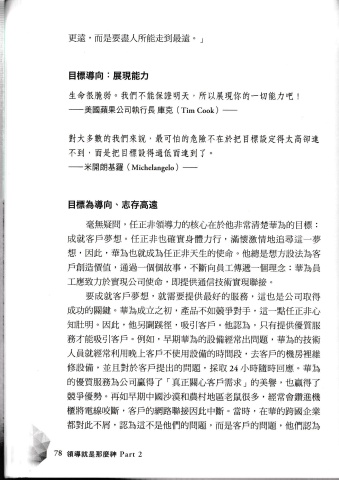 更遠，而是要盡人所能走到最遠。」
目標導向：展現能力
生命很脆弱。我們不能保證明天，所以展現你的一切能力吧！
——美國蘋果公司執行長 庫克（Tim Cook）——
對大多數的我們來說，最可怕的危險不在於把目標設定得太高卻達
不到，而是把目標設得過低而達到了。
——米開朗基羅（Michelangelo）——
目標為導向、志存高遠
毫無疑問，任正非領導力的核心在於他非常清楚華為的目標：
成就客戶夢想。任正非也確實身體力行，滿懷激情地追尋這一夢
想，因此，華為也就成為任正非天生的使命。他總是想方設法為客
戶創造價值，通過一個個故事，不斷向員工傳遞一個理念：華為員
工應致力於實現公司使命，即提供通信技術實現聯接。
要成就客戶夢想，就需要提供最好的服務，這也是公司取得
成功的關鍵。華為成立之初，產品不如競爭對手，這一點任正非心
知肚明。因此，他另闢蹊徑，吸引客戶。他認為，只有提供優質服
務才能吸引客戶。例如，早期華為的設備經常出問題，華為的技術
人員就經常利用晚上客戶不使用設備的時間段，去客戶的機房裡維
修設備，並且對於客戶提出的問題，採取 24 小時隨時回應。華為
的優質服務為公司贏得了「真正關心客戶需求」的美譽，也贏得了
競爭優勢。再如早期中國沙漠和農村地區老鼠很多，經常會鑽進機
櫃將電線咬斷，客戶的網路聯接因此中斷。當時，在華的跨國企業
都對此不屑，認為這不是他們的問題，而是客戶的問題，他們認為
78 領導就是那麼神 Part 2